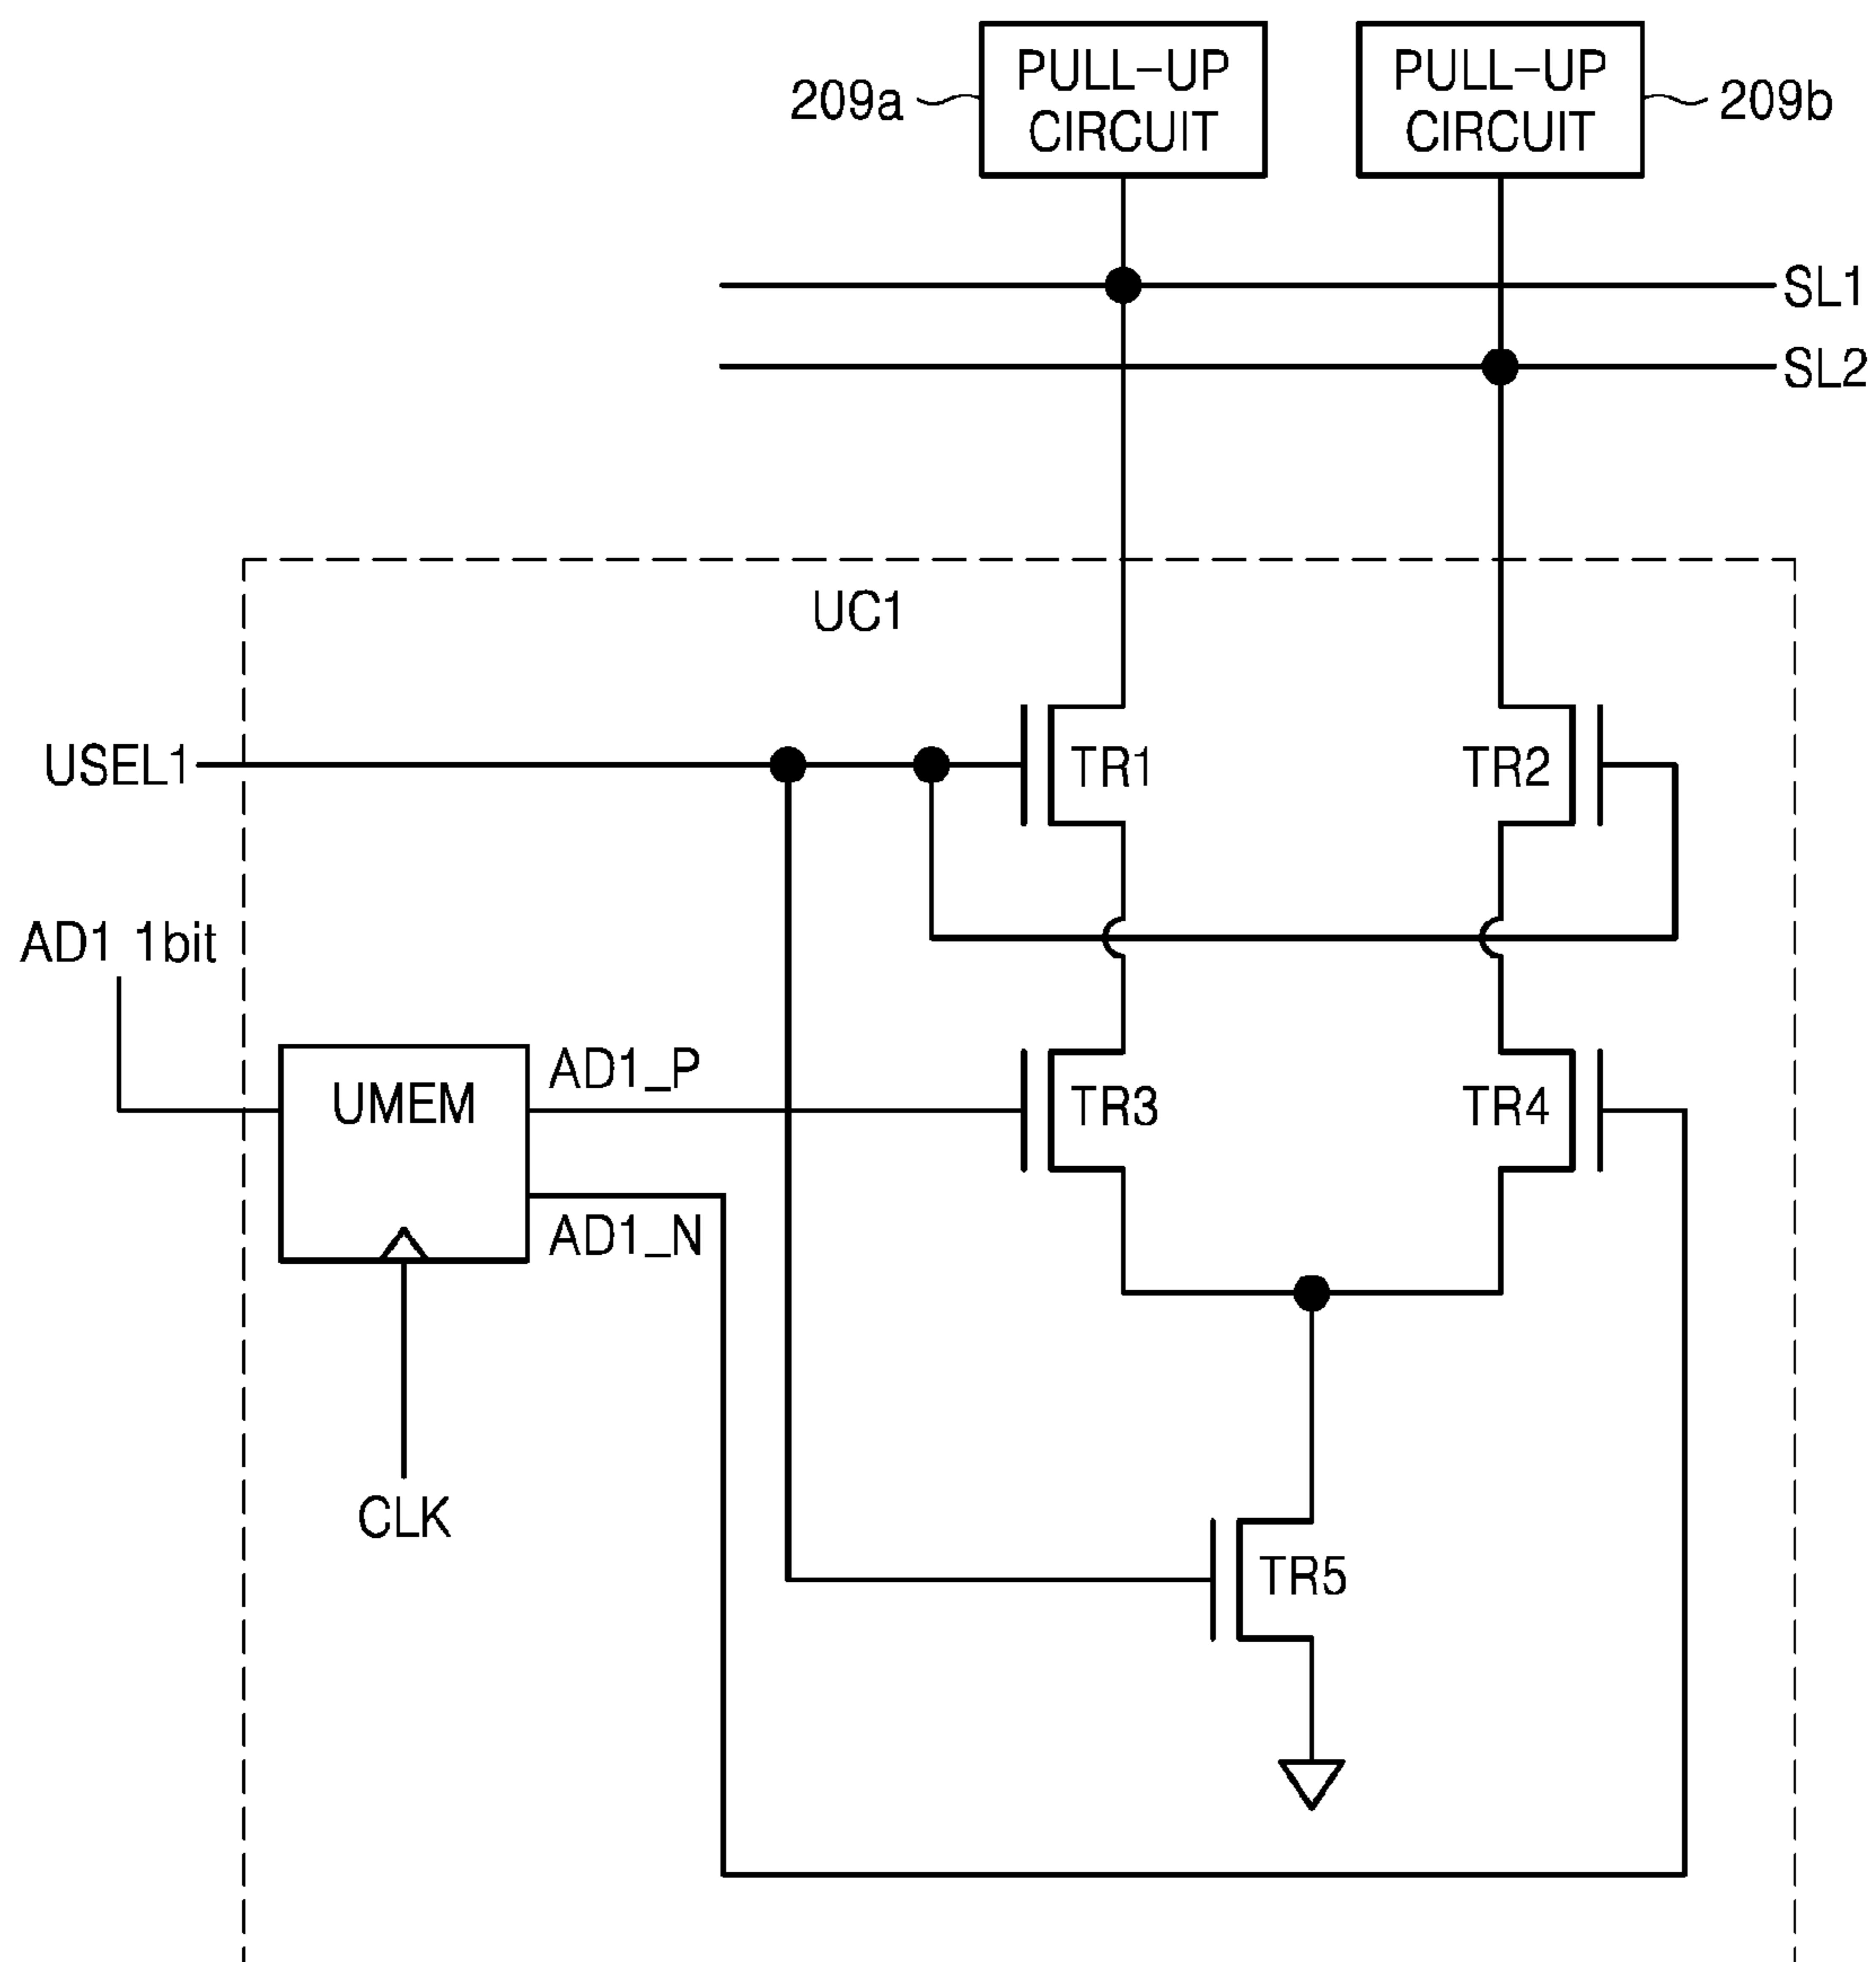 PULL-UP
CIRCUIT
PULL-UP
CIRCUIT
209a
209b
SL1
SL2
UC1
USEL1
TR1
TR2
AD1 1bit
AD1_P
UMEM
TR3
TR4
AD1_N
CLK
TR5